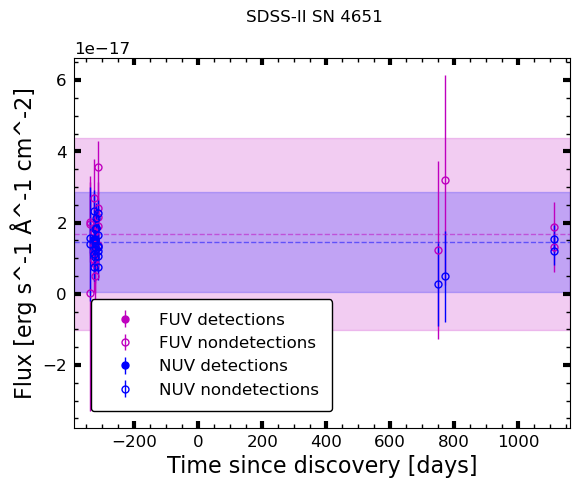 SDSS-II SN 4651
1e−17
6
4
2
0
−2
Flux [erg s^-1 Å^-1 cm^-2]
FUV detections
FUV nondetections
NUV detections
NUV nondetections
−200 0 200 400 600 800 1000
Time since discovery [days]